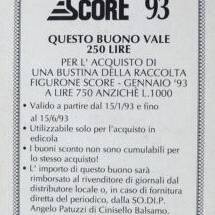 SCORE '93
QUESTO BUONO VALE
250 LIRE
PER L' ACQUISTO DI
UNA BUSTINA DELLA RACCOLTA
FIGURONE SCORE - GENNAIO '93
A LIRE 750 ANZICHÈ L.1000
• Valido a partire dal 15/1/93 e fino
al 15/6/93
• Utilizzabile solo per l'acquisto in
edicola
• I buoni sconto non sono cumulabili per
lo stesso acquisto!
• L' importo di questo buono sarà
rimborsato al rivenditore di giornali dal
distributore locale o, in caso di fornitura
diretta del periodico, dalla SO.DI.P.
Angelo Patuzzi di Cinisello Balsamo.